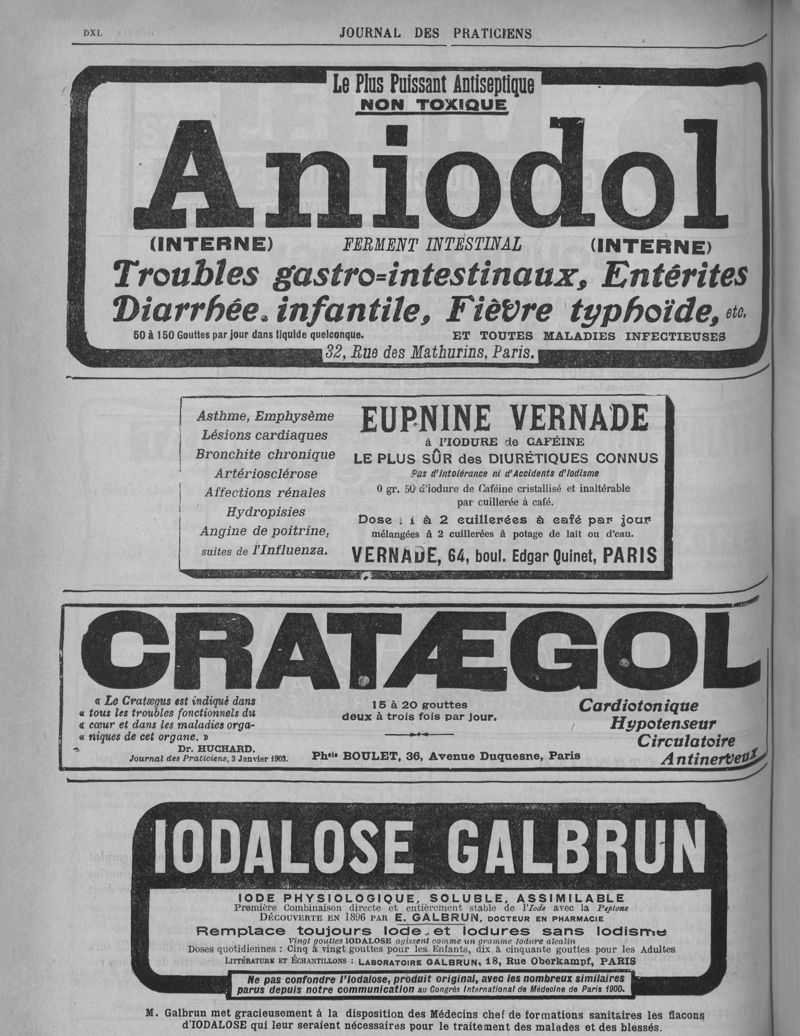 DXL
JOURNAL DES PRATICIENS
Le Plus Puissant Antiseptique
NON TOXIQUE
Aniodol
(INTERNE) FERMENT INTESTINAL (INTERNE)
Troubles gastro=intestinaux, Entérites
Diarrhée infantile, Fièvre typhoïde, etc.
50 à 150 Gouttes par jour dans liquide quelconque. ET TOUTES MALADIES INFECTIEUSES
32, Rue des Mathurins, Paris.
Asthme, Emphysème
Lésions cardiaques
Bronchite chronique
Artériosclérose
Affections rénales
Hydropisies
Angine de poitrine,
suites de l'Influenza.
EUPNINE VERNADE
à l'IODURE de CAFÉINE
LE PLUS SÛR des DIURÉTIQUES CONNUS
Pas d'Intolérance ni d'Accidents d'Iodisme
0 gr. 50 d'iodure de Caféine cristallisé et inaltérable
par cuillerée à café.
Dose : 1 à 2 cuillerées à café par jour
mélangées à 2 cuillerées à potage de lait ou d'eau.
VERNADE, 64, boul. Edgar Quinet, PARIS
CRATÆGOL
« Le Cratægus est indiqué dans
« tous les troubles fonctionnels du
« cœur et dans les maladies orga-
« niques de cet organe. »
Dr. HUCHARD.
Journal des Praticiens, 3 Janvier 1903.
15 à 20 gouttes
deux à trois fois par jour.
Phcie BOULET, 36, Avenue Duquesne, Paris
Cardiotonique
Hypotenseur
Circulatoire
Antinerveux
IODALOSE GALBRUN
IODE PHYSIOLOGIQUE, SOLUBLE, ASSIMILABLE
Première Combinaison directe et entièrement stable de l'Iode avec la Peptone
DÉCOUVERTE EN 1896 PAR E. GALBRUN, DOCTEUR EN PHARMACIE
Remplace toujours Iode et Iodures sans Iodisme
Vingt gouttes IODALOSE agissent comme un gramme Iodure alcalin
Doses quotidiennes : Cinq à vingt gouttes pour les Enfants, dix à cinquante gouttes pour les Adultes
LITTÉRATURE ET ÉCHANTILLONS : LABORATOIRE GALBRUN, 18, Rue Oberkampf, PARIS
Ne pas confondre l'Iodalose, produit original, avec les nombreux similaires
parus depuis notre communication au Congrès International de Médecine de Paris 1900.
M. Galbrun met gracieusement à la disposition des Médecins chef de formations sanitaires les flacons
d'IODALOSE qui leur seraient nécessaires pour le traitement des malades et des blessés.